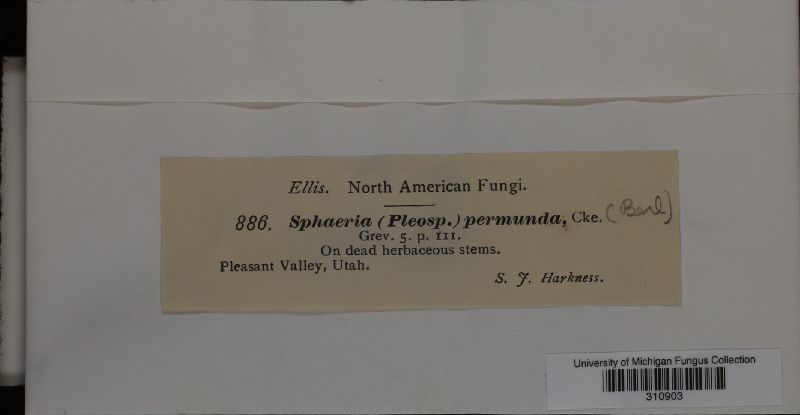 Ellis. North American Fungi.
886. Sphaeria (Pleosp.) permunda, Cke. (Berl)
Grev. 5. p. 111.
On dead herbaceous stems.
Pleasant Valley, Utah.
S. J. Harkness.
University of Michigan Fungus Collection
310903